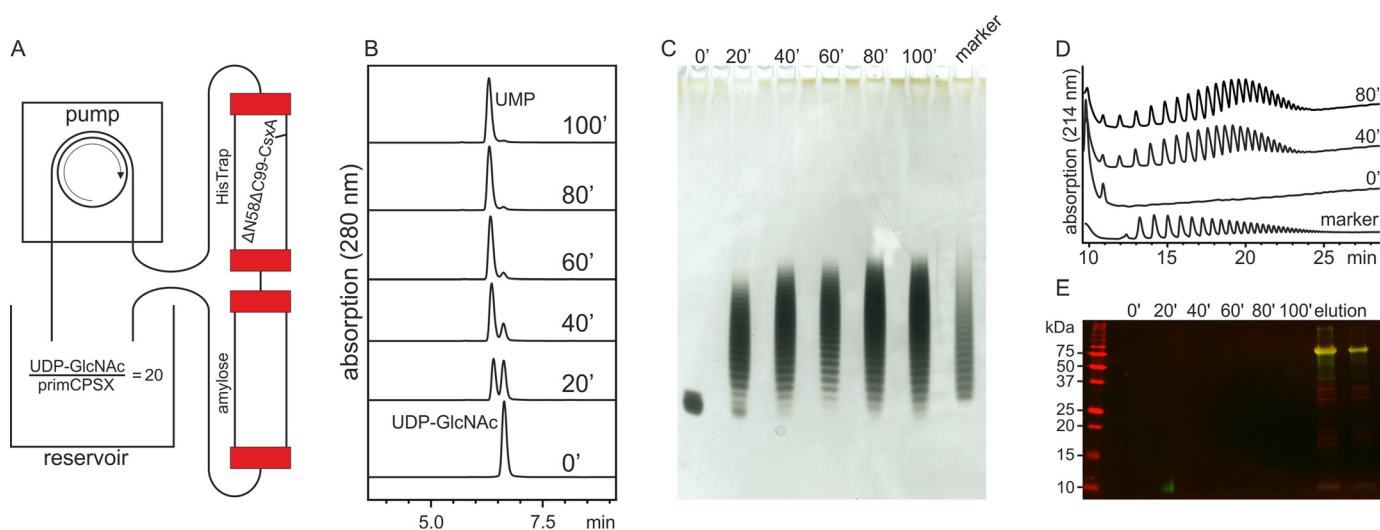 A
pump
HisTrap
ΔN58ΔC99-CsxA
UDP-GlcNAc
primCPSX
= 20
amylose
reservoir
B
absorption (280 nm)
UMP
100’
80’
60’
40’
20’
UDP-GlcNAc
0’
5.0 7.5 min
C
0’ 20’ 40’ 60’ 80’ 100’ marker
D
absorption (214 nm)
80’
40’
0’
marker
10 15 20 25 min
E
0’ 20’ 40’ 60’ 80’ 100’ elution
kDa
75
50
37
25
20
15
10